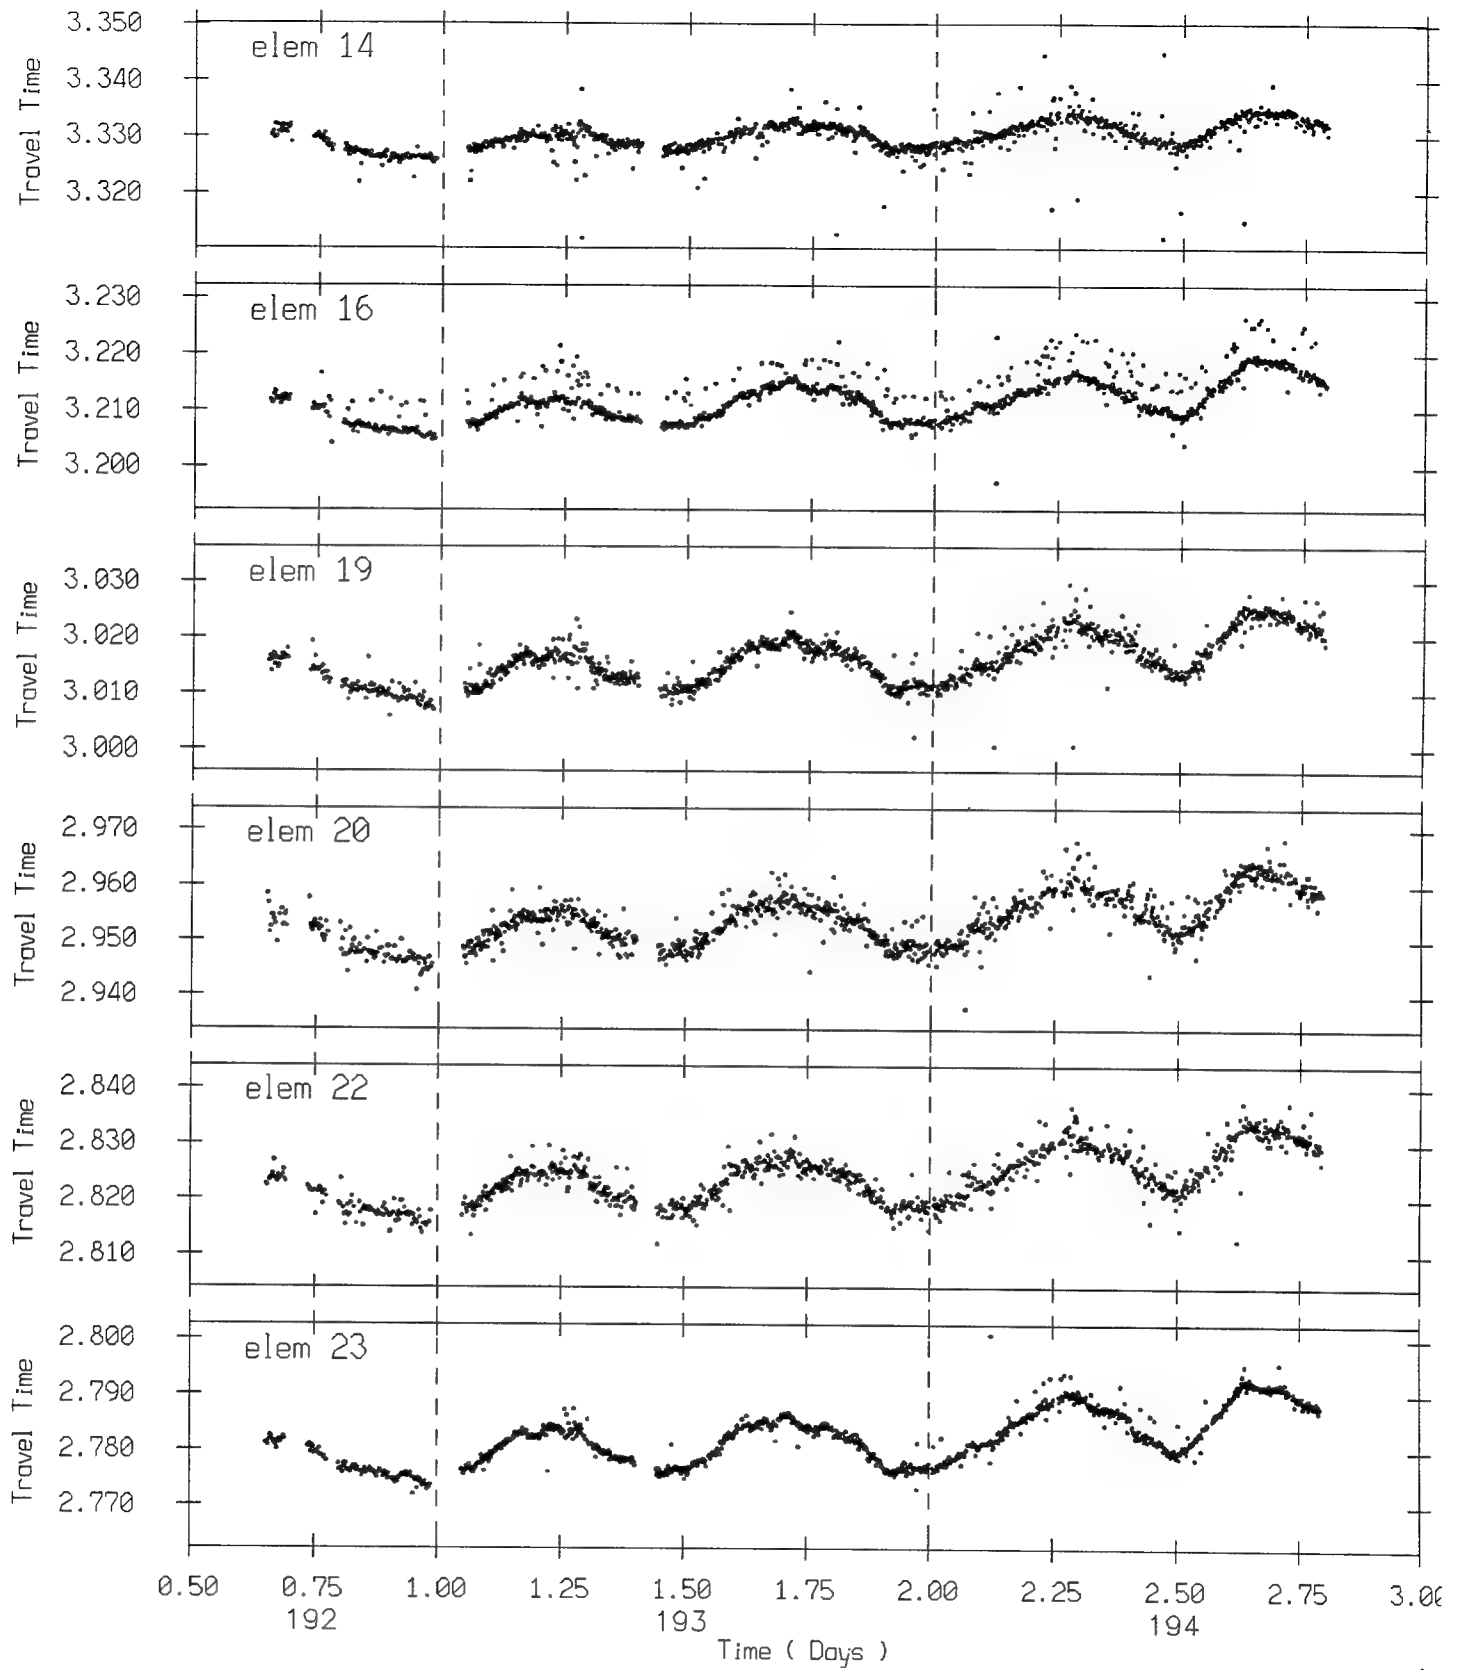 3.350
elem 14
3.340
3.330
3.320
Travel Time
3.230
elem 16
3.220
3.210
3.200
Travel Time
elem 19
3.030
3.020
3.010
3.000
Travel Time
2.970
elem 20
2.960
2.950
2.940
Travel Time
2.840
elem 22
2.830
2.820
2.810
Travel Time
2.800
elem 23
2.790
2.780
2.770
Travel Time
0.50 0.75 1.00 1.25 1.50 1.75 2.00 2.25 2.50 2.75 3.00
192 193 194
Time ( Days )